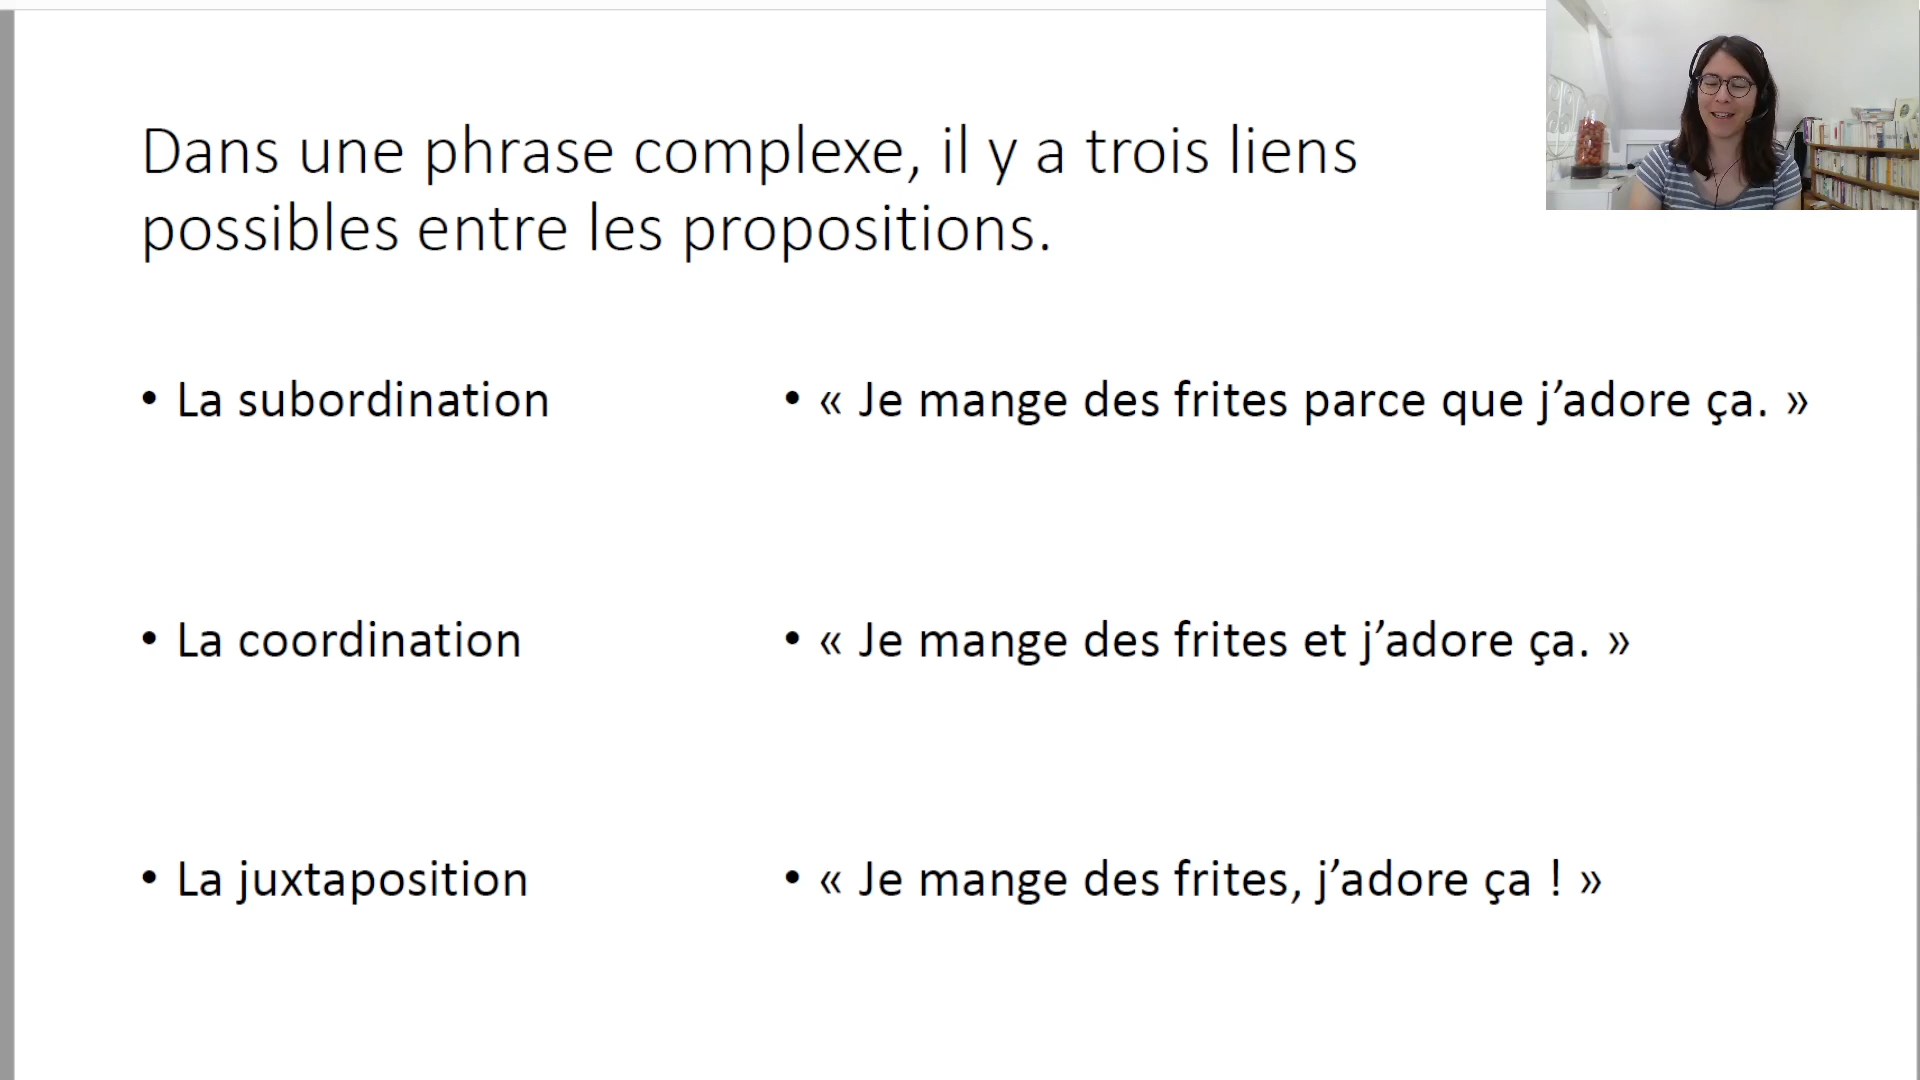 Dans une phrase complexe, il y a trois liens
possibles entre les propositions.
• La subordination
• « Je mange des frites parce que j’adore ça. »
• La coordination
• « Je mange des frites et j’adore ça. »
• La juxtaposition
• « Je mange des frites, j’adore ça ! »